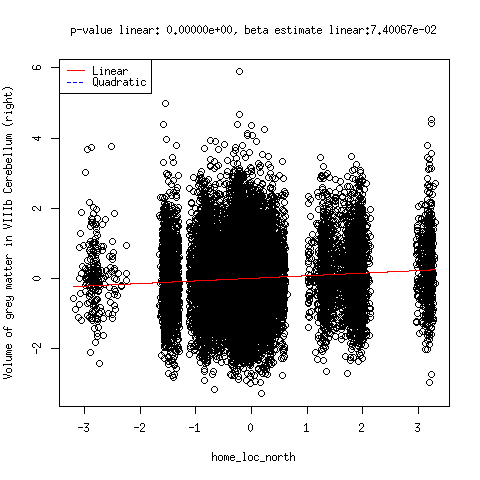 p-value linear: 0.00000e+00, beta estimate linear:7.40067e-02
Linear
Quadratic
Volume of grey matter in VIIIb Cerebellum (right)
6
4
2
0
-2
-3 -2 -1 0 1 2 3
home_loc_north